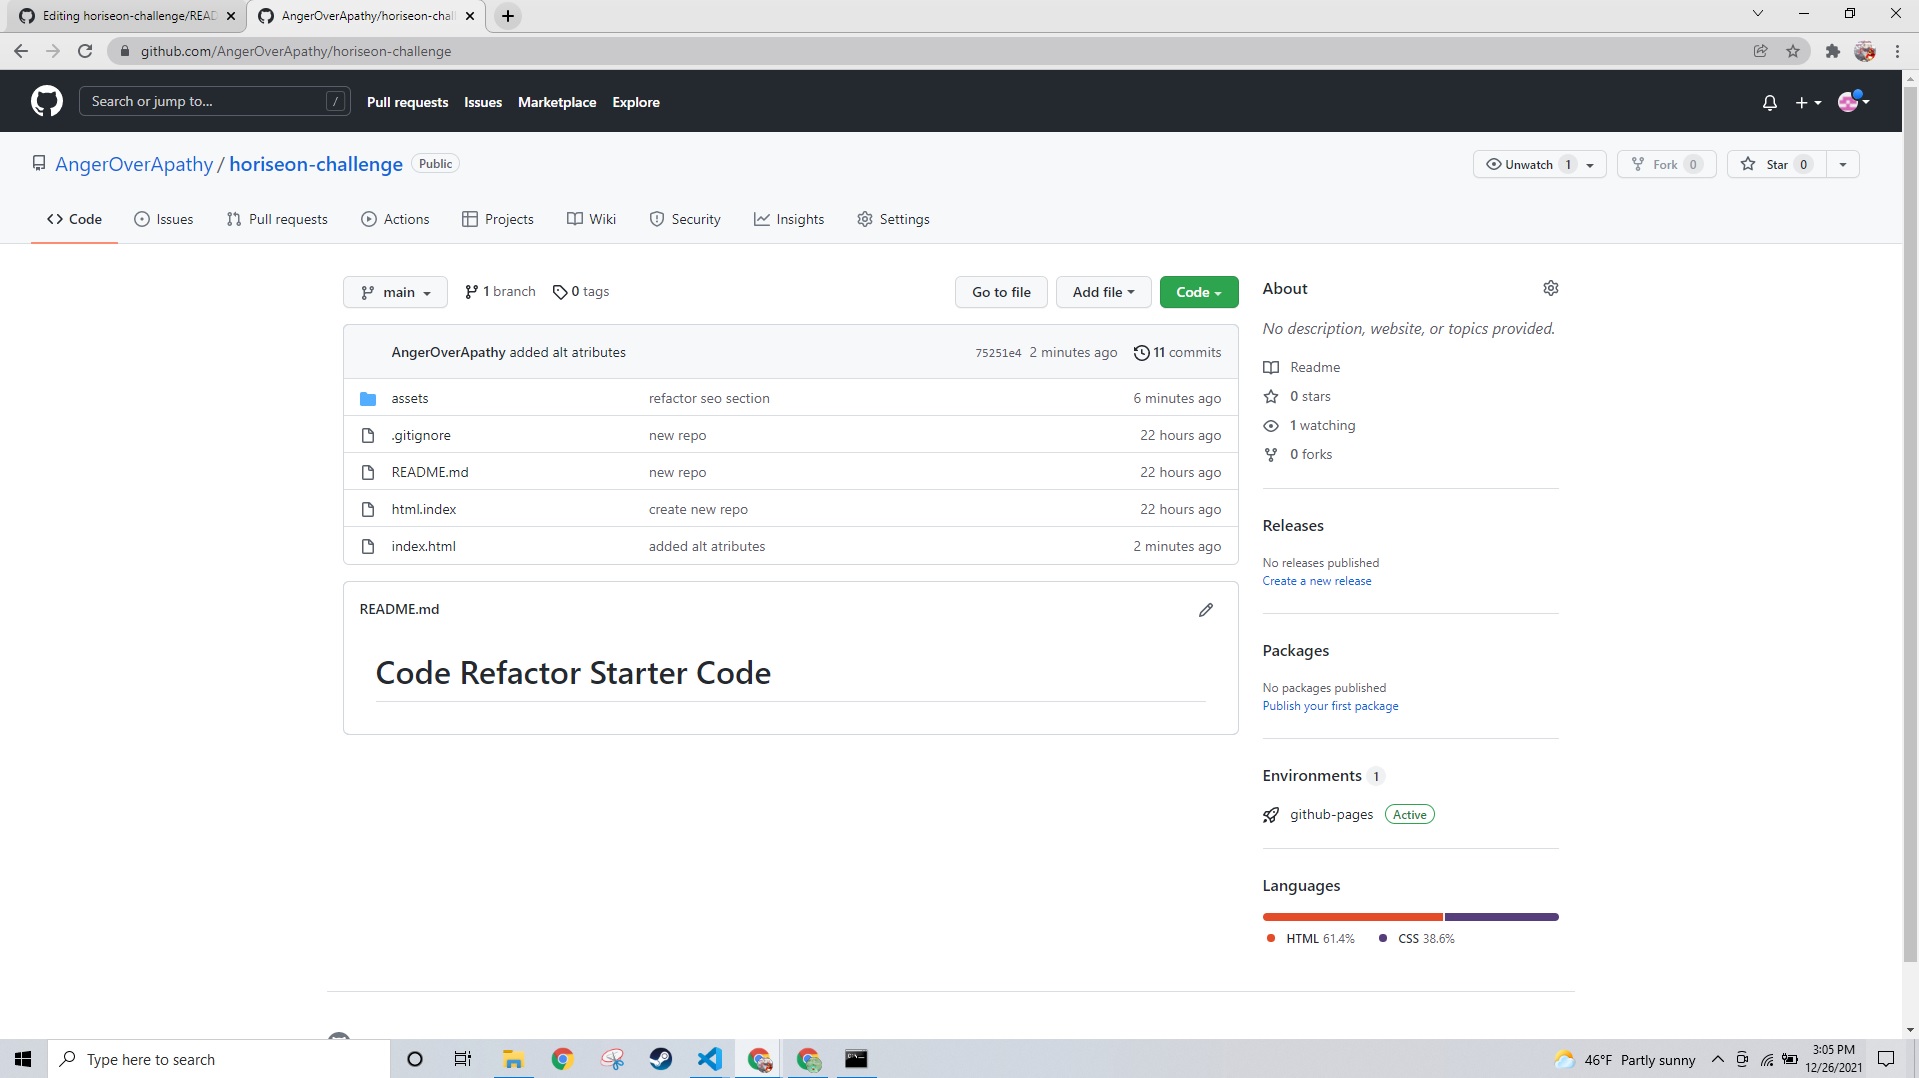 Editing horiseon-challenge/READ
AngerOverApathy/horiseon-chal
github.com/AngerOverApathy/horiseon-challenge
Search or jump to... / Pull requests Issues Marketplace Explore
AngerOverApathy / horiseon-challenge Public
Unwatch 1 Fork 0 Star 0
Code Issues Pull requests Actions Projects Wiki Security Insights Settings
main 1 branch 0 tags Go to file Add file Code
AngerOverApathy added alt atributes 75251e4 2 minutes ago 11 commits
assets refactor seo section 6 minutes ago
.gitignore new repo 22 hours ago
README.md new repo 22 hours ago
html.index create new repo 22 hours ago
index.html added alt atributes 2 minutes ago
README.md
Code Refactor Starter Code
About
No description, website, or topics provided.
Readme
0 stars
1 watching
0 forks
Releases
No releases published
Create a new release
Packages
No packages published
Publish your first package
Environments 1
github-pages Active
Languages
HTML 61.4% CSS 38.6%
Type here to search
46°F Partly sunny
3:05 PM
12/26/2021